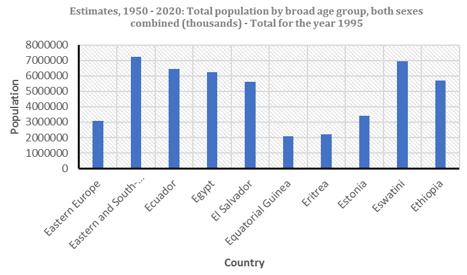 Estimates, 1950 - 2020: Total population by broad age group, both sexes
combined (thousands) - Total for the year 1995
8000000
7000000
6000000
5000000
4000000
3000000
2000000
1000000
0
Population
Eastern Europe
Eastern and South-...
Ecuador
Egypt
El Salvador
Equatorial Guinea
Eritrea
Estonia
Eswatini
Ethiopia
Country